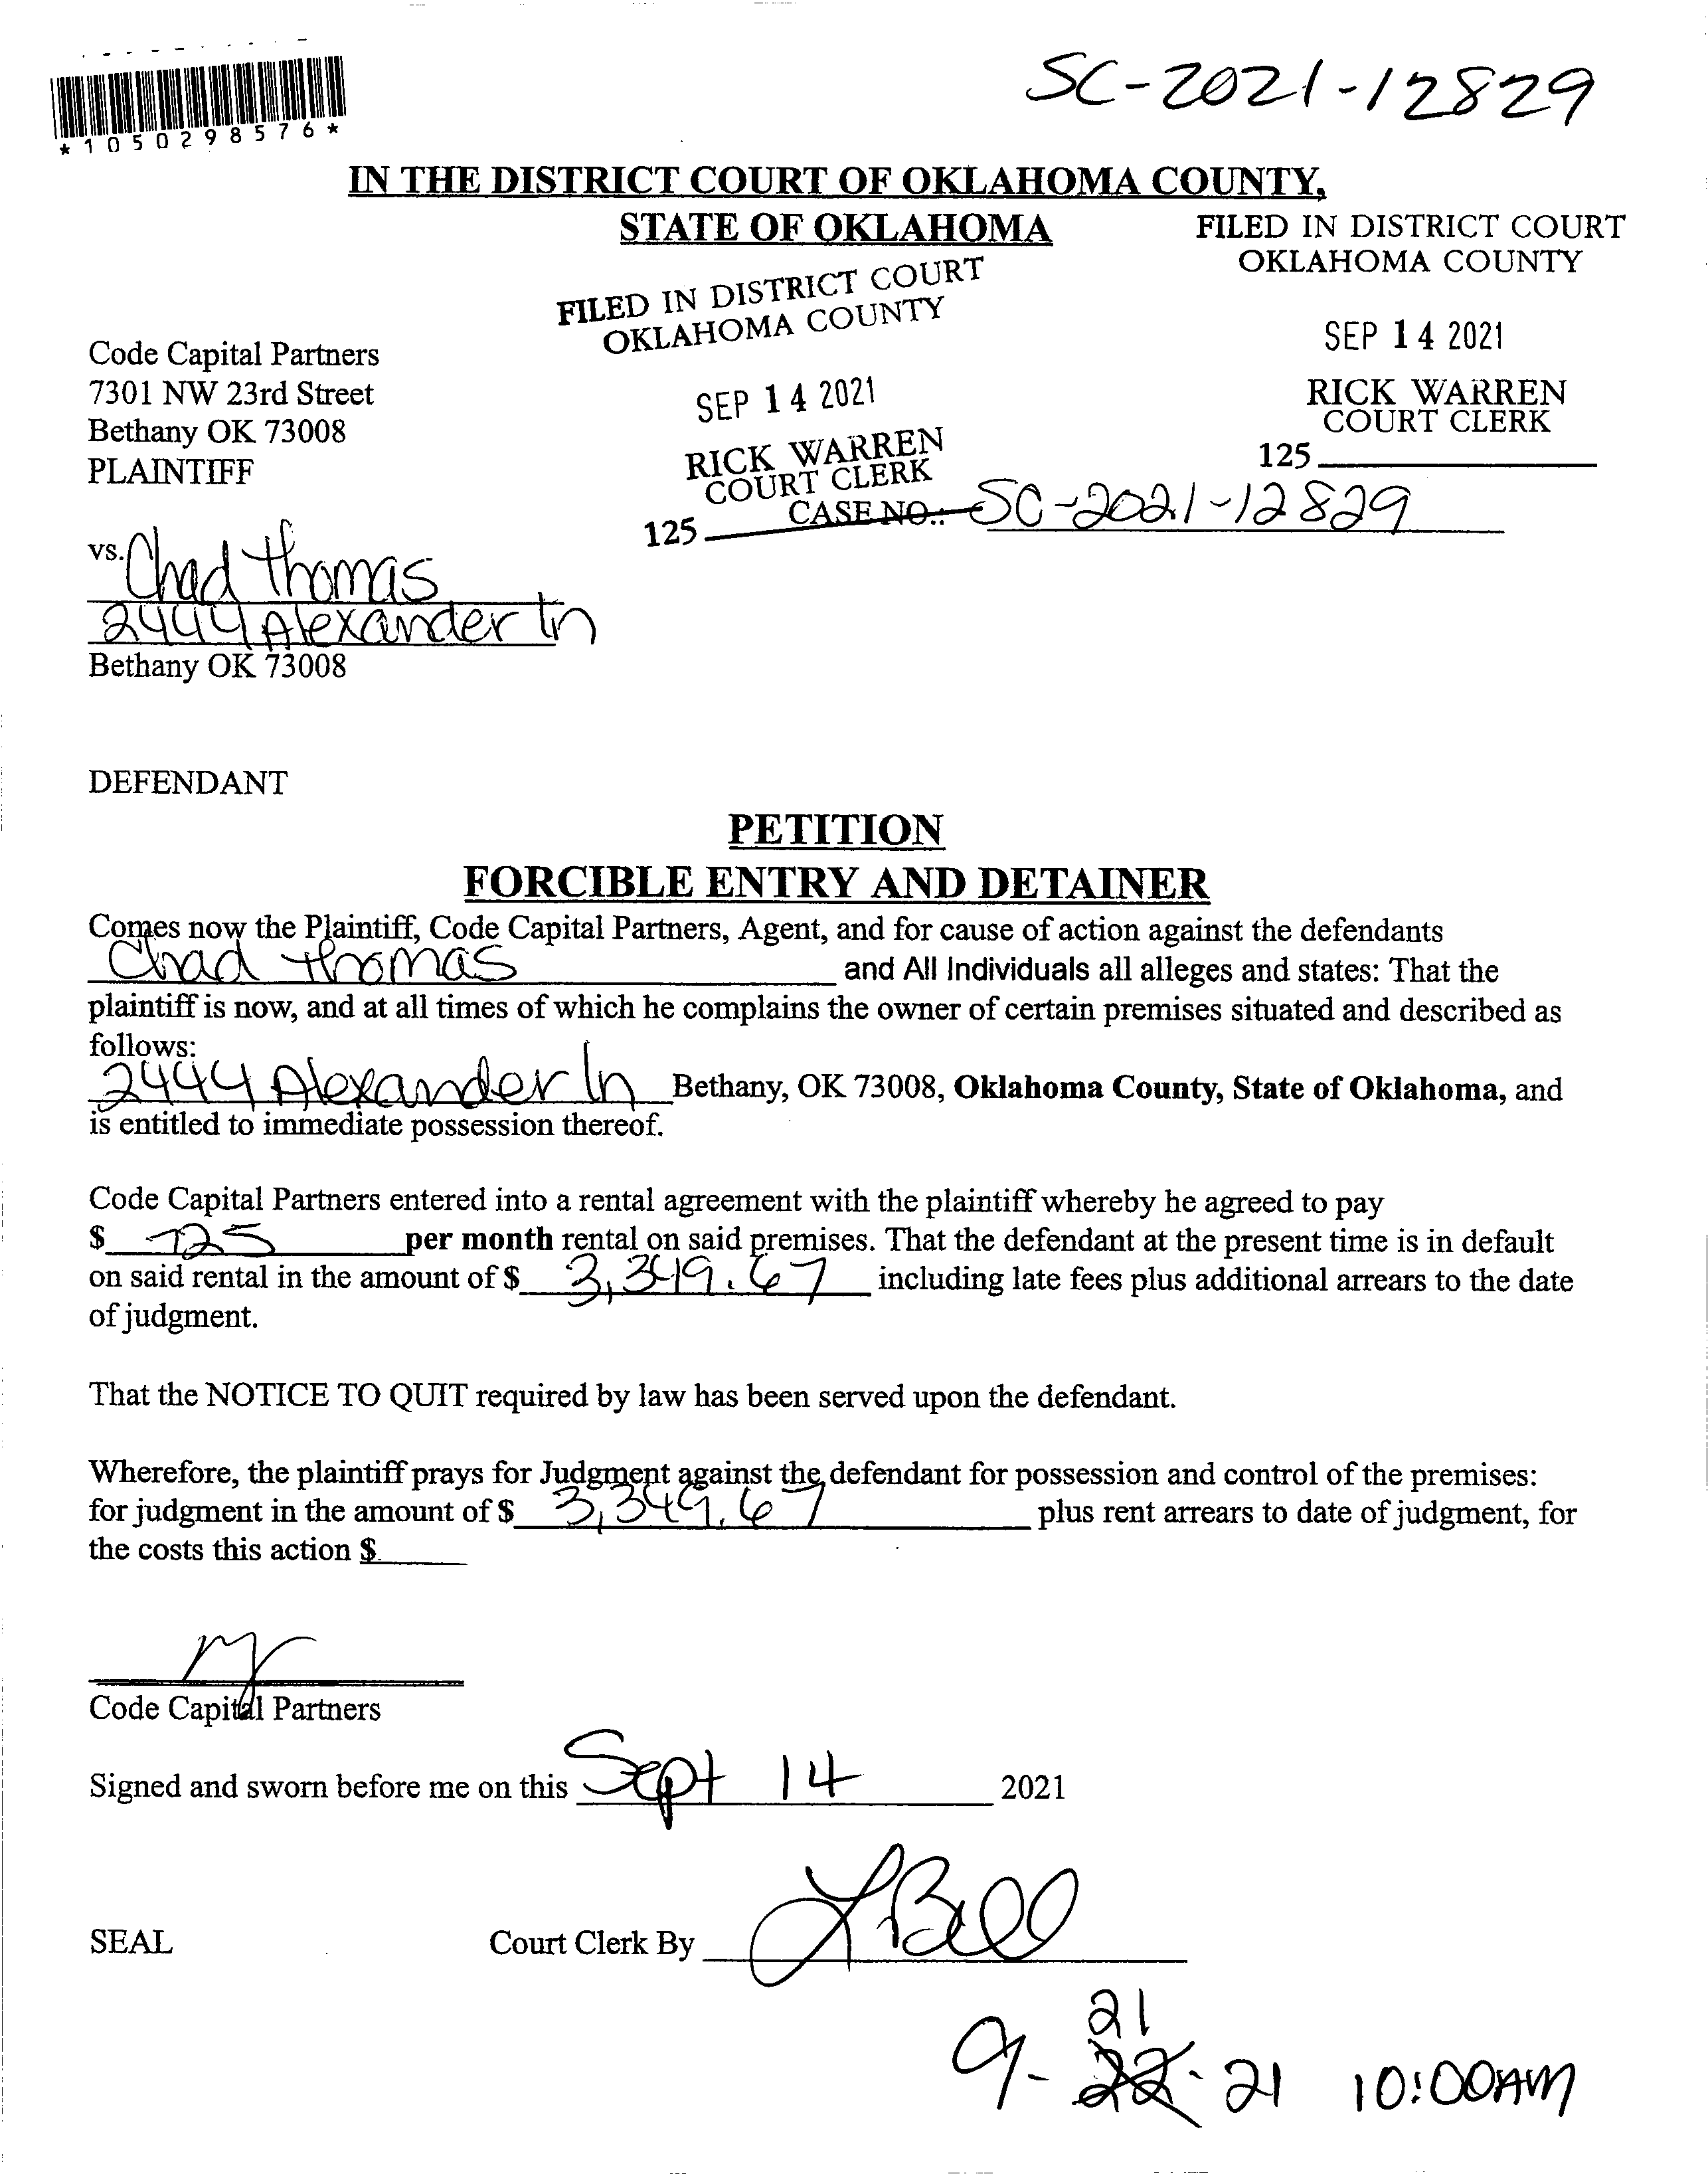 SC-2021-12829
*1050298576*
IN THE DISTRICT COURT OF OKLAHOMA COUNTY,
STATE OF OKLAHOMA
FILED IN DISTRICT COURT
OKLAHOMA COUNTY
SEP 14 2021
RICK WARREN
COURT CLERK
125
FILED IN DISTRICT COURT
OKLAHOMA COUNTY
SEP 14 2021
RICK WARREN
COURT CLERK
125
Code Capital Partners
7301 NW 23rd Street
Bethany OK 73008
PLAINTIFF
CASE NO.: SC-2021-12829
vs. Chad Thomas
2444 Alexander Ln
Bethany OK 73008
DEFENDANT
PETITION
FORCIBLE ENTRY AND DETAINER
Comes now the Plaintiff, Code Capital Partners, Agent, and for cause of action against the defendants
Chad Thomas and All Individuals all alleges and states: That the
plaintiff is now, and at all times of which he complains the owner of certain premises situated and described as
follows:
2444 Alexander Ln Bethany, OK 73008, Oklahoma County, State of Oklahoma, and
is entitled to immediate possession thereof.
Code Capital Partners entered into a rental agreement with the plaintiff whereby he agreed to pay
$ 725 per month rental on said premises. That the defendant at the present time is in default
on said rental in the amount of $ 3,349.67 including late fees plus additional arrears to the date
of judgment.
That the NOTICE TO QUIT required by law has been served upon the defendant.
Wherefore, the plaintiff prays for Judgment against the defendant for possession and control of the premises:
for judgment in the amount of $ 3,349.67 plus rent arrears to date of judgment, for
the costs this action $
Code Capital Partners
Signed and sworn before me on this Sept 14 2021
SEAL Court Clerk By L Bell
21
9-22-21 10:00AM